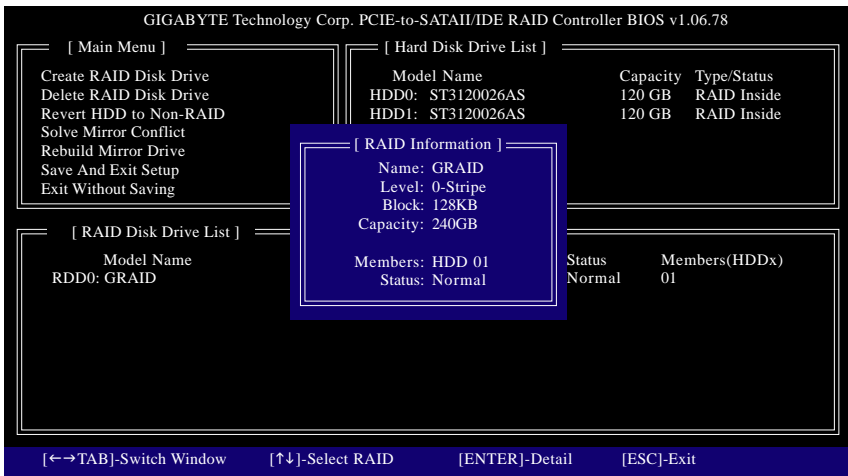 GIGABYTE Technology Corp. PCIE-to-SATAII/IDE RAID Controller BIOS v1.06.78
[ Main Menu ]
Create RAID Disk Drive
Delete RAID Disk Drive
Revert HDD to Non-RAID
Solve Mirror Conflict
Rebuild Mirror Drive
Save And Exit Setup
Exit Without Saving
[ Hard Disk Drive List ]
Model Name Capacity Type/Status
HDD0: ST3120026AS 120 GB RAID Inside
HDD1: ST3120026AS 120 GB RAID Inside
[ RAID Information ]
Name: GRAID
Level: 0-Stripe
Block: 128KB
Capacity: 240GB
Members: HDD 01
Status: Normal
[ RAID Disk Drive List ]
Model Name Status Members(HDDx)
RDD0: GRAID Normal 01
[←→TAB]-Switch Window [↑↓]-Select RAID [ENTER]-Detail [ESC]-Exit